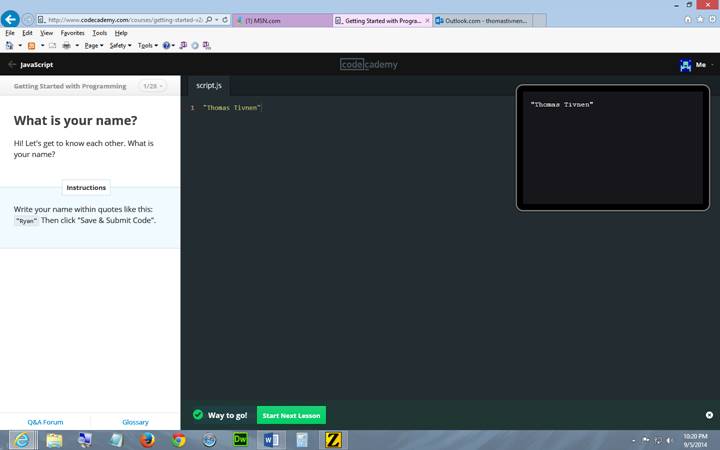 http://www.codecademy.com/courses/getting-started-v2/
(1) MSN.com
Getting Started with Progra...
Outlook.com - thomastivnen...
File Edit View Favorites Tools Help
Page Safety Tools
JavaScript
codecademy
Me
Getting Started with Programming
1/28
script.js
What is your name?
Hi! Let's get to know each other. What is
your name?
Instructions
Write your name within quotes like this:
"Ryan" Then click "Save & Submit Code".
1 "Thomas Tivnen"
"Thomas Tivnen"
Way to go!
Start Next Lesson
Q&A Forum
Glossary
Dw
10:20 PM
9/5/2014